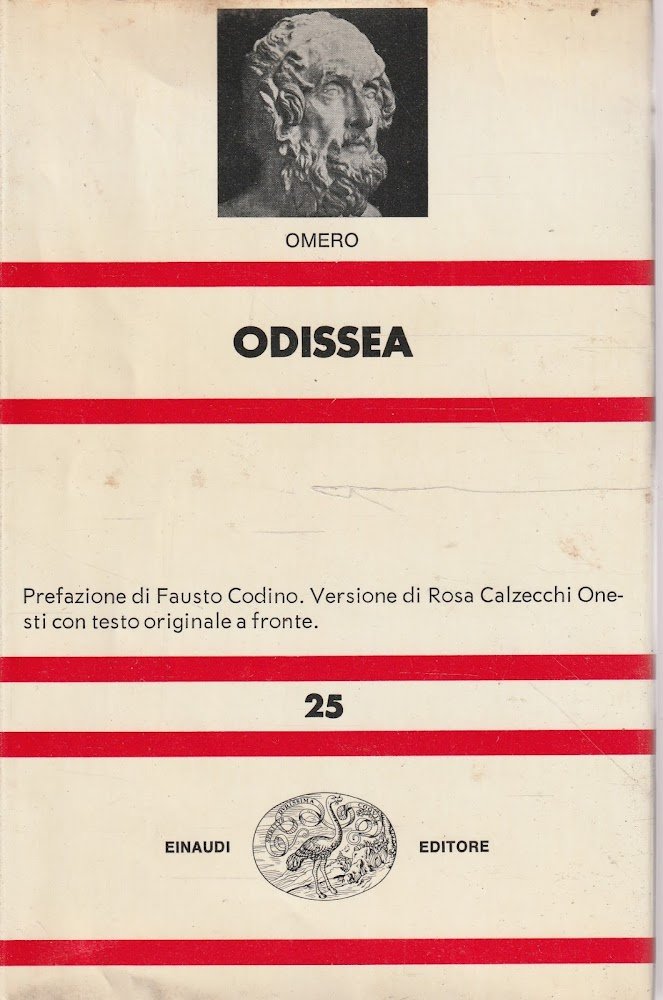 OMERO
ODISSEA
Prefazione di Fausto Codino. Versione di Rosa Calzecchi One-
sti con testo originale a fronte.
25
EINAUDI
EDITORE